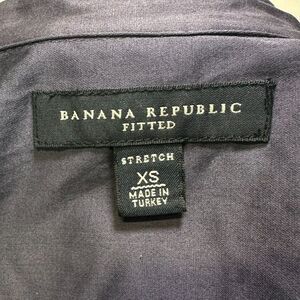 BANANA REPUBLIC
FITTED
STRETCH
XS
MADE IN
TURKEY